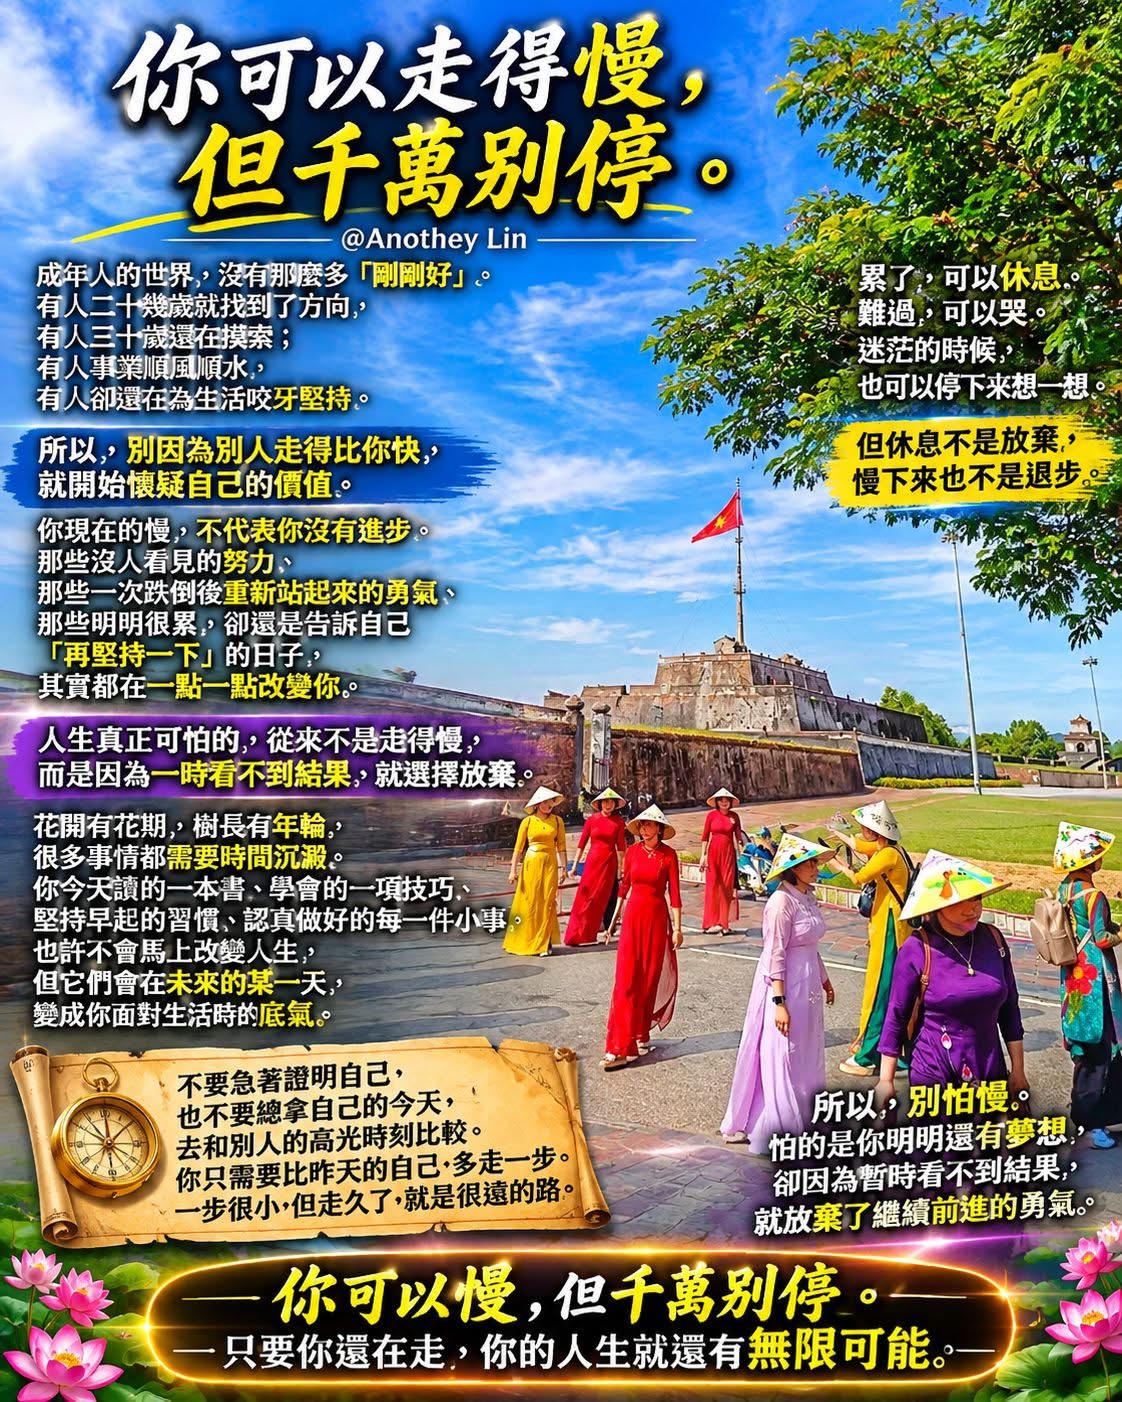 你可以走得慢，
但千萬別停。
@Anothey Lin
成年人的世界，沒有那麼多「剛剛好」。
有人二十幾歲就找到了方向，
有人三十歲還在摸索；
有人事業順風順水，
有人卻還在為生活咬牙堅持。
所以，別因為別人走得比你快，
就開始懷疑自己的價值。
你現在的慢，不代表你沒有進步。
那些沒人看見的努力、
那些一次跌倒後重新站起來的勇氣、
那些明明很累，卻還是告訴自己
「再堅持一下」的日子，
其實都在一點一點改變你。
人生真正可怕的，從來不是走得慢，
而是因為一時看不到結果，就選擇放棄。
花開有花期，樹長有年輪，
很多事情都需要時間沉澱。
你今天讀的一本書、學會的一項技巧、
堅持早起的習慣、認真做好的每一件小事。
也許不會馬上改變人生，
但它們會在未來的某一天，
變成你面對生活時的底氣。
累了，可以休息。
難過，可以哭。
迷茫的時候，
也可以停下來想一想。
但休息不是放棄，
慢下來也不是退步。
不要急著證明自己，
也不要總拿自己的今天，
去和別人的高光時刻比較。
你只需要比昨天的自己，多走一步。
一步很小，但走久了，就是很遠的路。
所以，別怕慢。
怕的是你明明還有夢想，
卻因為暫時看不到結果，
就放棄了繼續前進的勇氣。
你可以慢，但千萬別停。
只要你還在走，你的人生就還有無限可能。